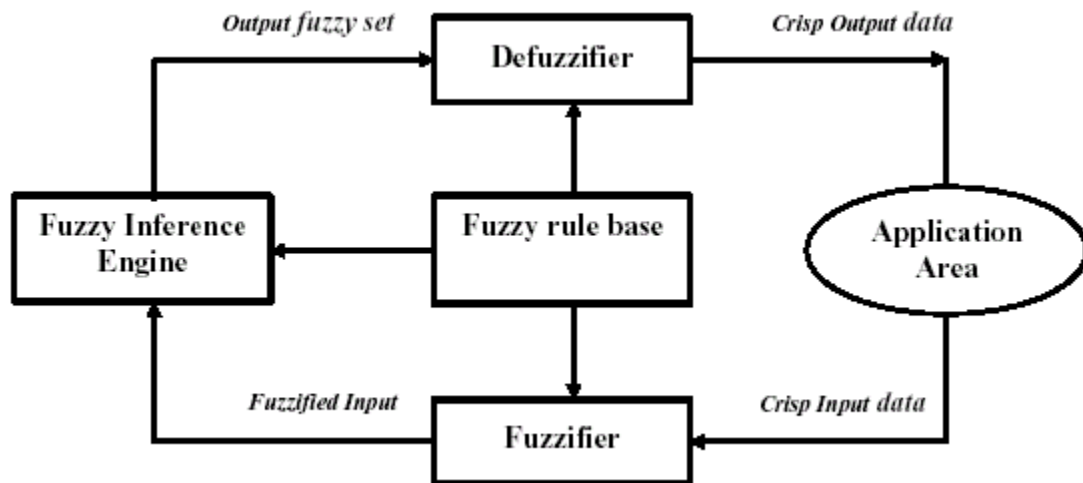 Output fuzzy set
Crisp Output data
Defuzzifier
Fuzzy Inference
Engine
Fuzzy rule base
Application
Area
Fuzzified Input
Crisp Input data
Fuzzifier